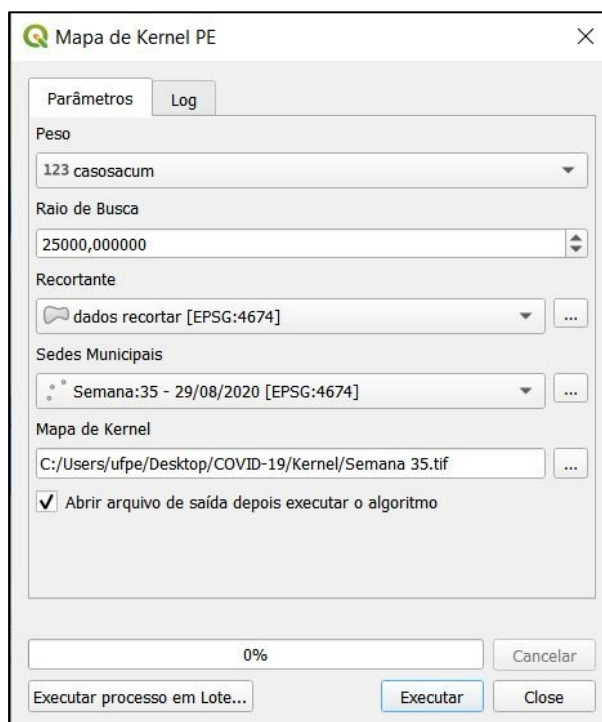 Mapa de Kernel PE
Parâmetros
Log
Peso
123 casosacum
Raio de Busca
25000,000000
Recortante
dados recortar [EPSG:4674]
...
Sedes Municipais
Semana:35 - 29/08/2020 [EPSG:4674]
...
Mapa de Kernel
C:/Users/ufpe/Desktop/COVID-19/Kernel/Semana 35.tif
...
Abrir arquivo de saída depois executar o algoritmo
0%
Cancelar
Executar processo em Lote...
Executar
Close